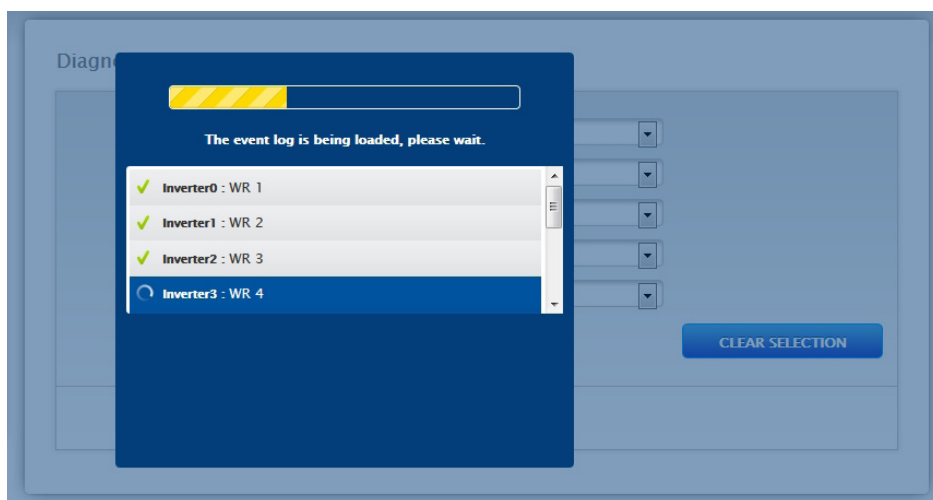 Diagn
The event log is being loaded, please wait.
Inverter0 : WR 1
Inverter1 : WR 2
Inverter2 : WR 3
Inverter3 : WR 4
CLEAR SELECTION